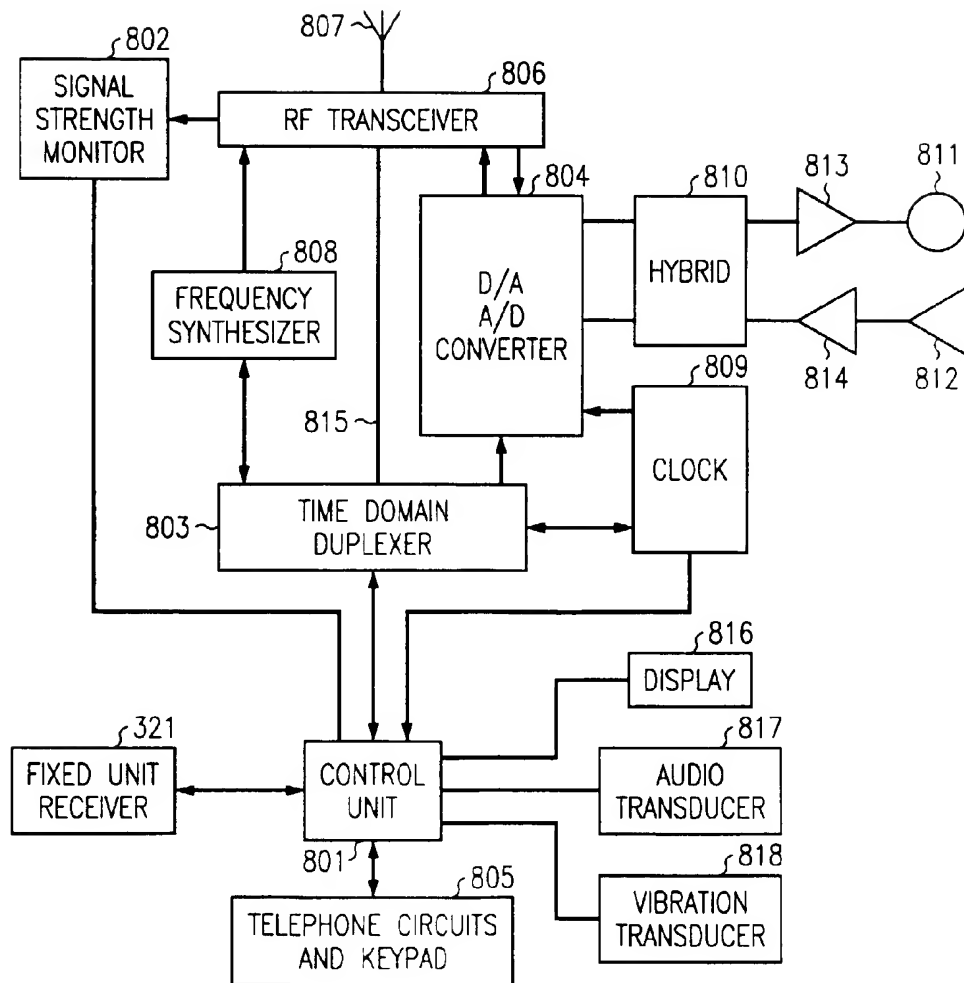 807
802
806
SIGNAL
STRENGTH
MONITOR
RF TRANSCEIVER
804
810
813
811
808
D/A
A/D
CONVERTER
HYBRID
FREQUENCY
SYNTHESIZER
814
812
809
815
CLOCK
803
TIME DOMAIN
DUPLEXER
816
DISPLAY
321
FIXED UNIT
RECEIVER
CONTROL
UNIT
801
817
AUDIO
TRANSDUCER
805
TELEPHONE CIRCUITS
AND KEYPAD
818
VIBRATION
TRANSDUCER